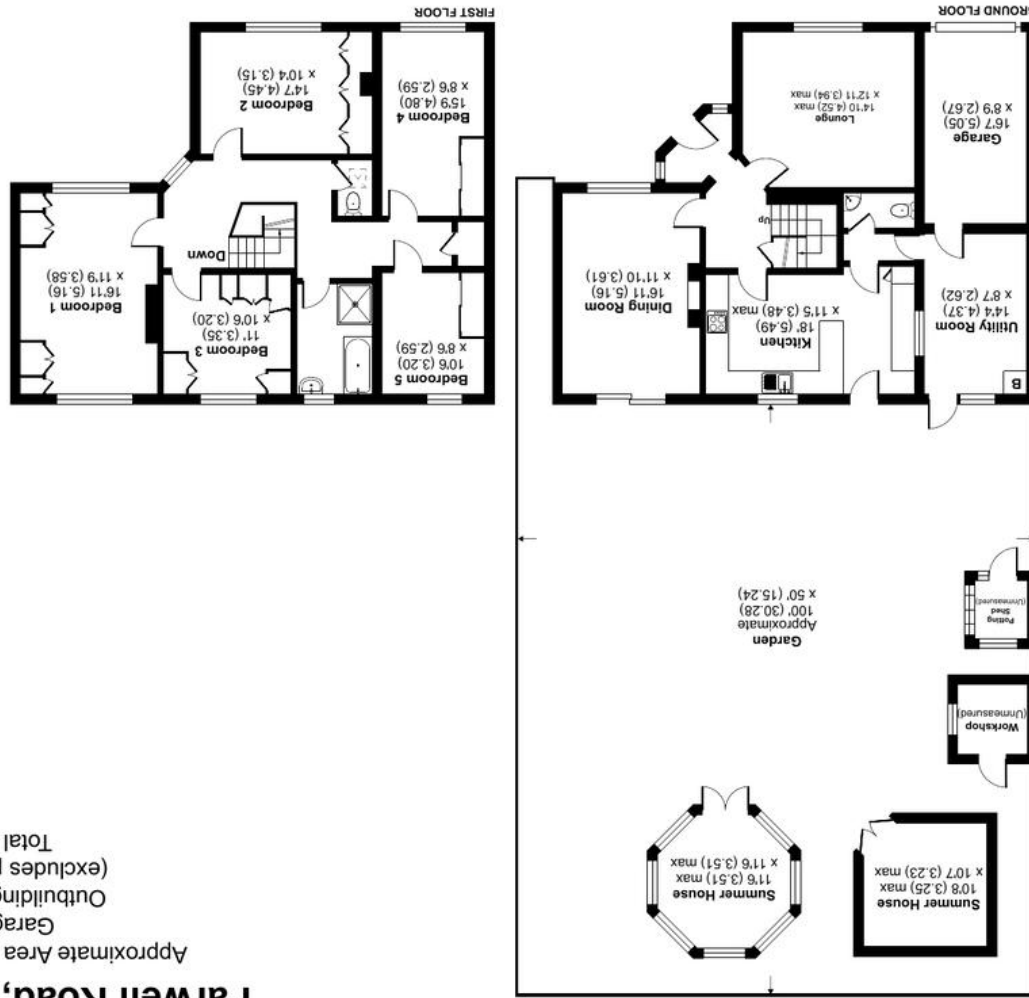 Farwell Road,
Approximate Area
Garag
Outbuilding
(excludes
Total
Summer House
10'8 (3.25) max
x 10'7 (3.23) max
Summer House
11'6 (3.51) max
x 11'6 (3.51) max
Workshop
(Unmeasured)
Potting
Shed
(Unmeasured)
Garden
Approximate
100' (30.28)
x 50' (15.24)
B
Utility Room
14'4 (4.37)
x 8'7 (2.62)
Kitchen
18' (5.49)
x 11'5 (3.48) max
Dining Room
16'11 (5.16)
x 11'10 (3.61)
Up
Garage
16'7 (5.05)
x 8'9 (2.67)
Lounge
14'10 (4.52) max
x 12'11 (3.94) max
ROUND FLOOR
Bedroom 5
10'6 (3.20)
x 8'6 (2.59)
Bedroom 3
11' (3.35)
x 10'6 (3.20)
Bedroom 1
16'11 (5.16)
x 11'9 (3.58)
Down
Bedroom 4
15'9 (4.80)
x 8'6 (2.59)
Bedroom 2
14'7 (4.45)
x 10'4 (3.15)
FIRST FLOOR